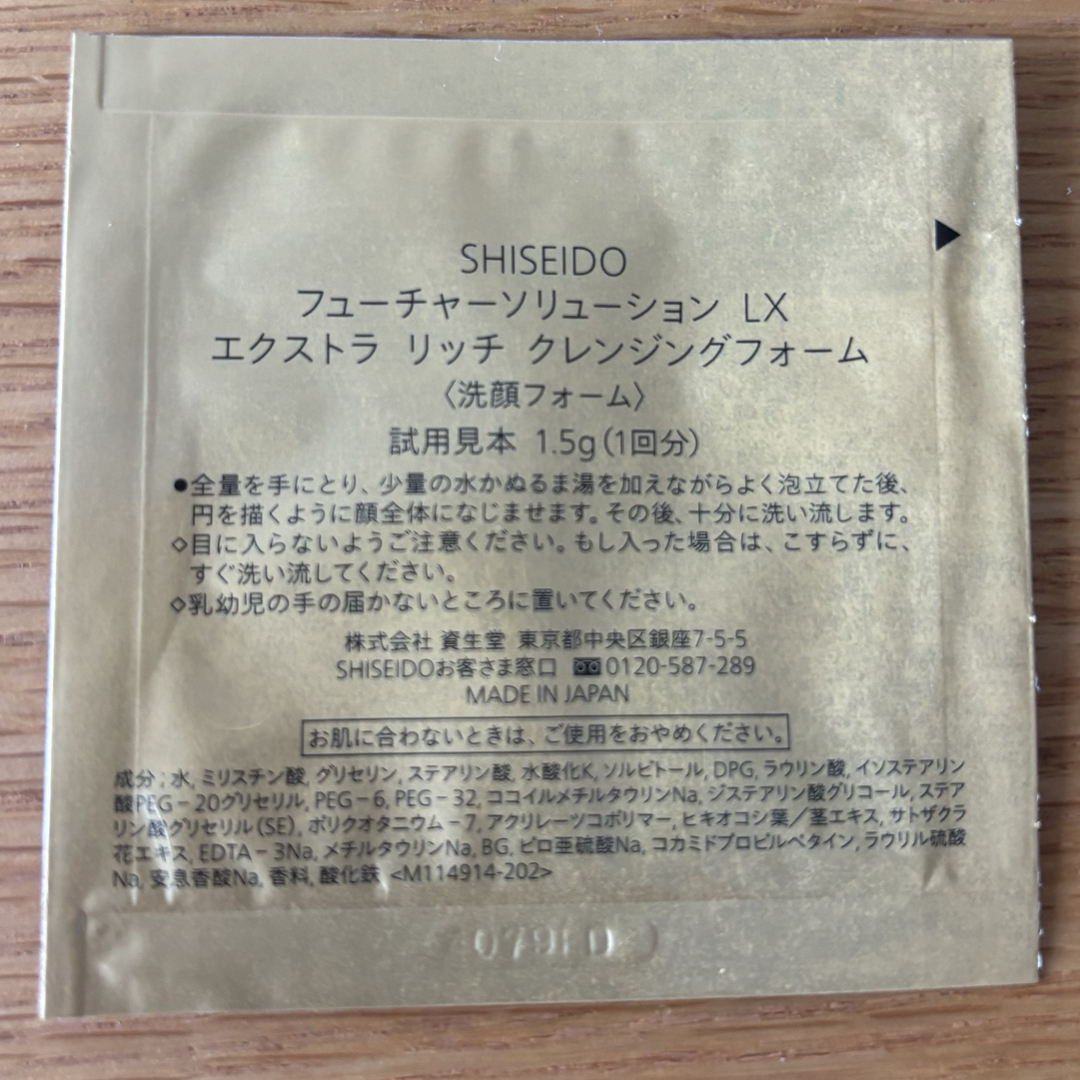 SHISEIDO
フューチャーソリューション LX
エクストラ リッチ クレンジングフォーム
〈洗顔フォーム〉
試用見本 1.5g(1回分)
●全量を手にとり、少量の水かぬるま湯を加えながらよく泡立てた後、
円を描くように顔全体になじませます。その後、十分に洗い流します。
◇目に入らないようご注意ください。もし入った場合は、こすらずに、
すぐ洗い流してください。
◇乳幼児の手の届かないところに置いてください。
株式会社 資生堂 東京都中央区銀座7-5-5
SHISEIDOお客さま窓口 0120-587-289
MADE IN JAPAN
お肌に合わないときは、ご使用をおやめください。
成分;水, ミリスチン酸, グリセリン, ステアリン酸, 水酸化K, ソルビトール, DPG, ラウリン酸, イソステアリン
酸PEG-20グリセリル, PEG-6, PEG-32, ココイルメチルタウリンNa, ジステアリン酸グリコール, ステア
リン酸グリセリル(SE), ポリクオタニウム-7, アクリレーツコポリマー, ヒキオコシ葉/茎エキス, サトザクラ
花エキス, EDTA-3Na, メチルタウリンNa, BG, ピロ亜硫酸Na, コカミドプロピルベタイン, ラウリル硫酸
Na, 安息香酸Na, 香料, 酸化鉄 <M114914-202>